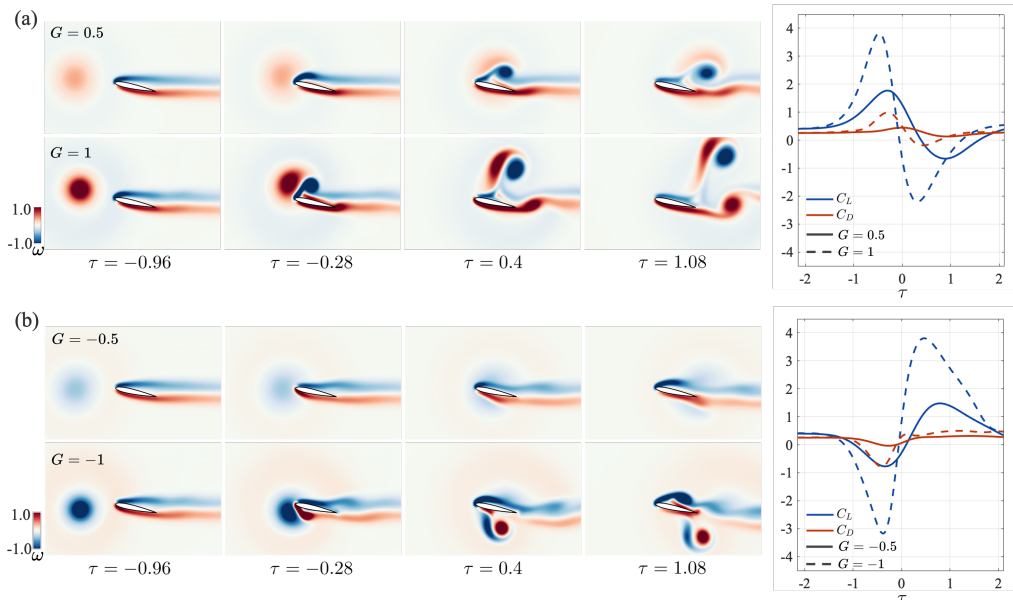 (a)
G = 0.5
G = 1
1.0
-1.0
ω
τ = −0.96
τ = −0.28
τ = 0.4
τ = 1.08
4
3
2
1
0
-1
-2
-3
-4
C_L
C_D
G = 0.5
G = 1
-2 -1 0 1 2
τ
(b)
G = −0.5
G = −1
1.0
-1.0
ω
τ = −0.96
τ = −0.28
τ = 0.4
τ = 1.08
4
3
2
1
0
-1
-2
-3
-4
C_L
C_D
G = −0.5
G = −1
-2 -1 0 1 2
τ